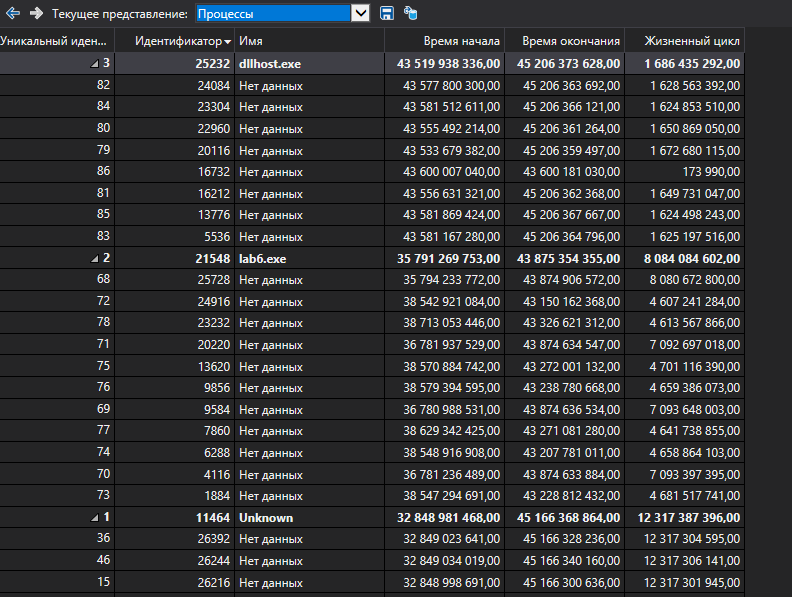 Текущее представление: Процессы
Уникальный иден... Идентификатор Имя Время начала Время окончания Жизненный цикл
3 25232 dllhost.exe 43 519 938 336,00 45 206 373 628,00 1 686 435 292,00
82 24084 Нет данных 43 577 800 300,00 45 206 363 692,00 1 628 563 392,00
84 23304 Нет данных 43 581 512 611,00 45 206 366 121,00 1 624 853 510,00
80 22960 Нет данных 43 555 492 214,00 45 206 361 264,00 1 650 869 050,00
79 20116 Нет данных 43 533 679 382,00 45 206 359 497,00 1 672 680 115,00
86 16732 Нет данных 43 600 007 040,00 43 600 181 030,00 173 990,00
81 16212 Нет данных 43 556 631 321,00 45 206 362 368,00 1 649 731 047,00
85 13776 Нет данных 43 581 869 424,00 45 206 367 667,00 1 624 498 243,00
83 5536 Нет данных 43 581 167 280,00 45 206 364 796,00 1 625 197 516,00
2 21548 lab6.exe 35 791 269 753,00 43 875 354 355,00 8 084 084 602,00
68 25728 Нет данных 35 794 233 772,00 43 874 906 572,00 8 080 672 800,00
72 24916 Нет данных 38 542 921 084,00 43 150 162 368,00 4 607 241 284,00
78 23232 Нет данных 38 713 053 446,00 43 326 621 312,00 4 613 567 866,00
71 20220 Нет данных 36 781 937 529,00 43 874 634 547,00 7 092 697 018,00
75 13620 Нет данных 38 570 884 742,00 43 272 001 132,00 4 701 116 390,00
76 9856 Нет данных 38 579 394 595,00 43 238 780 668,00 4 659 386 073,00
69 9584 Нет данных 36 780 988 531,00 43 874 636 534,00 7 093 648 003,00
77 7860 Нет данных 38 629 342 425,00 43 271 081 280,00 4 641 738 855,00
74 6288 Нет данных 38 548 916 908,00 43 207 781 011,00 4 658 864 103,00
70 4116 Нет данных 36 781 236 489,00 43 874 633 884,00 7 093 397 395,00
73 1884 Нет данных 38 547 294 691,00 43 228 812 432,00 4 681 517 741,00
1 11464 Unknown 32 848 981 468,00 45 166 368 864,00 12 317 387 396,00
36 26392 Нет данных 32 849 023 641,00 45 166 328 236,00 12 317 304 595,00
46 26244 Нет данных 32 849 034 019,00 45 166 340 160,00 12 317 306 141,00
15 26216 Нет данных 32 848 998 691,00 45 166 300 636,00 12 317 301 945,00